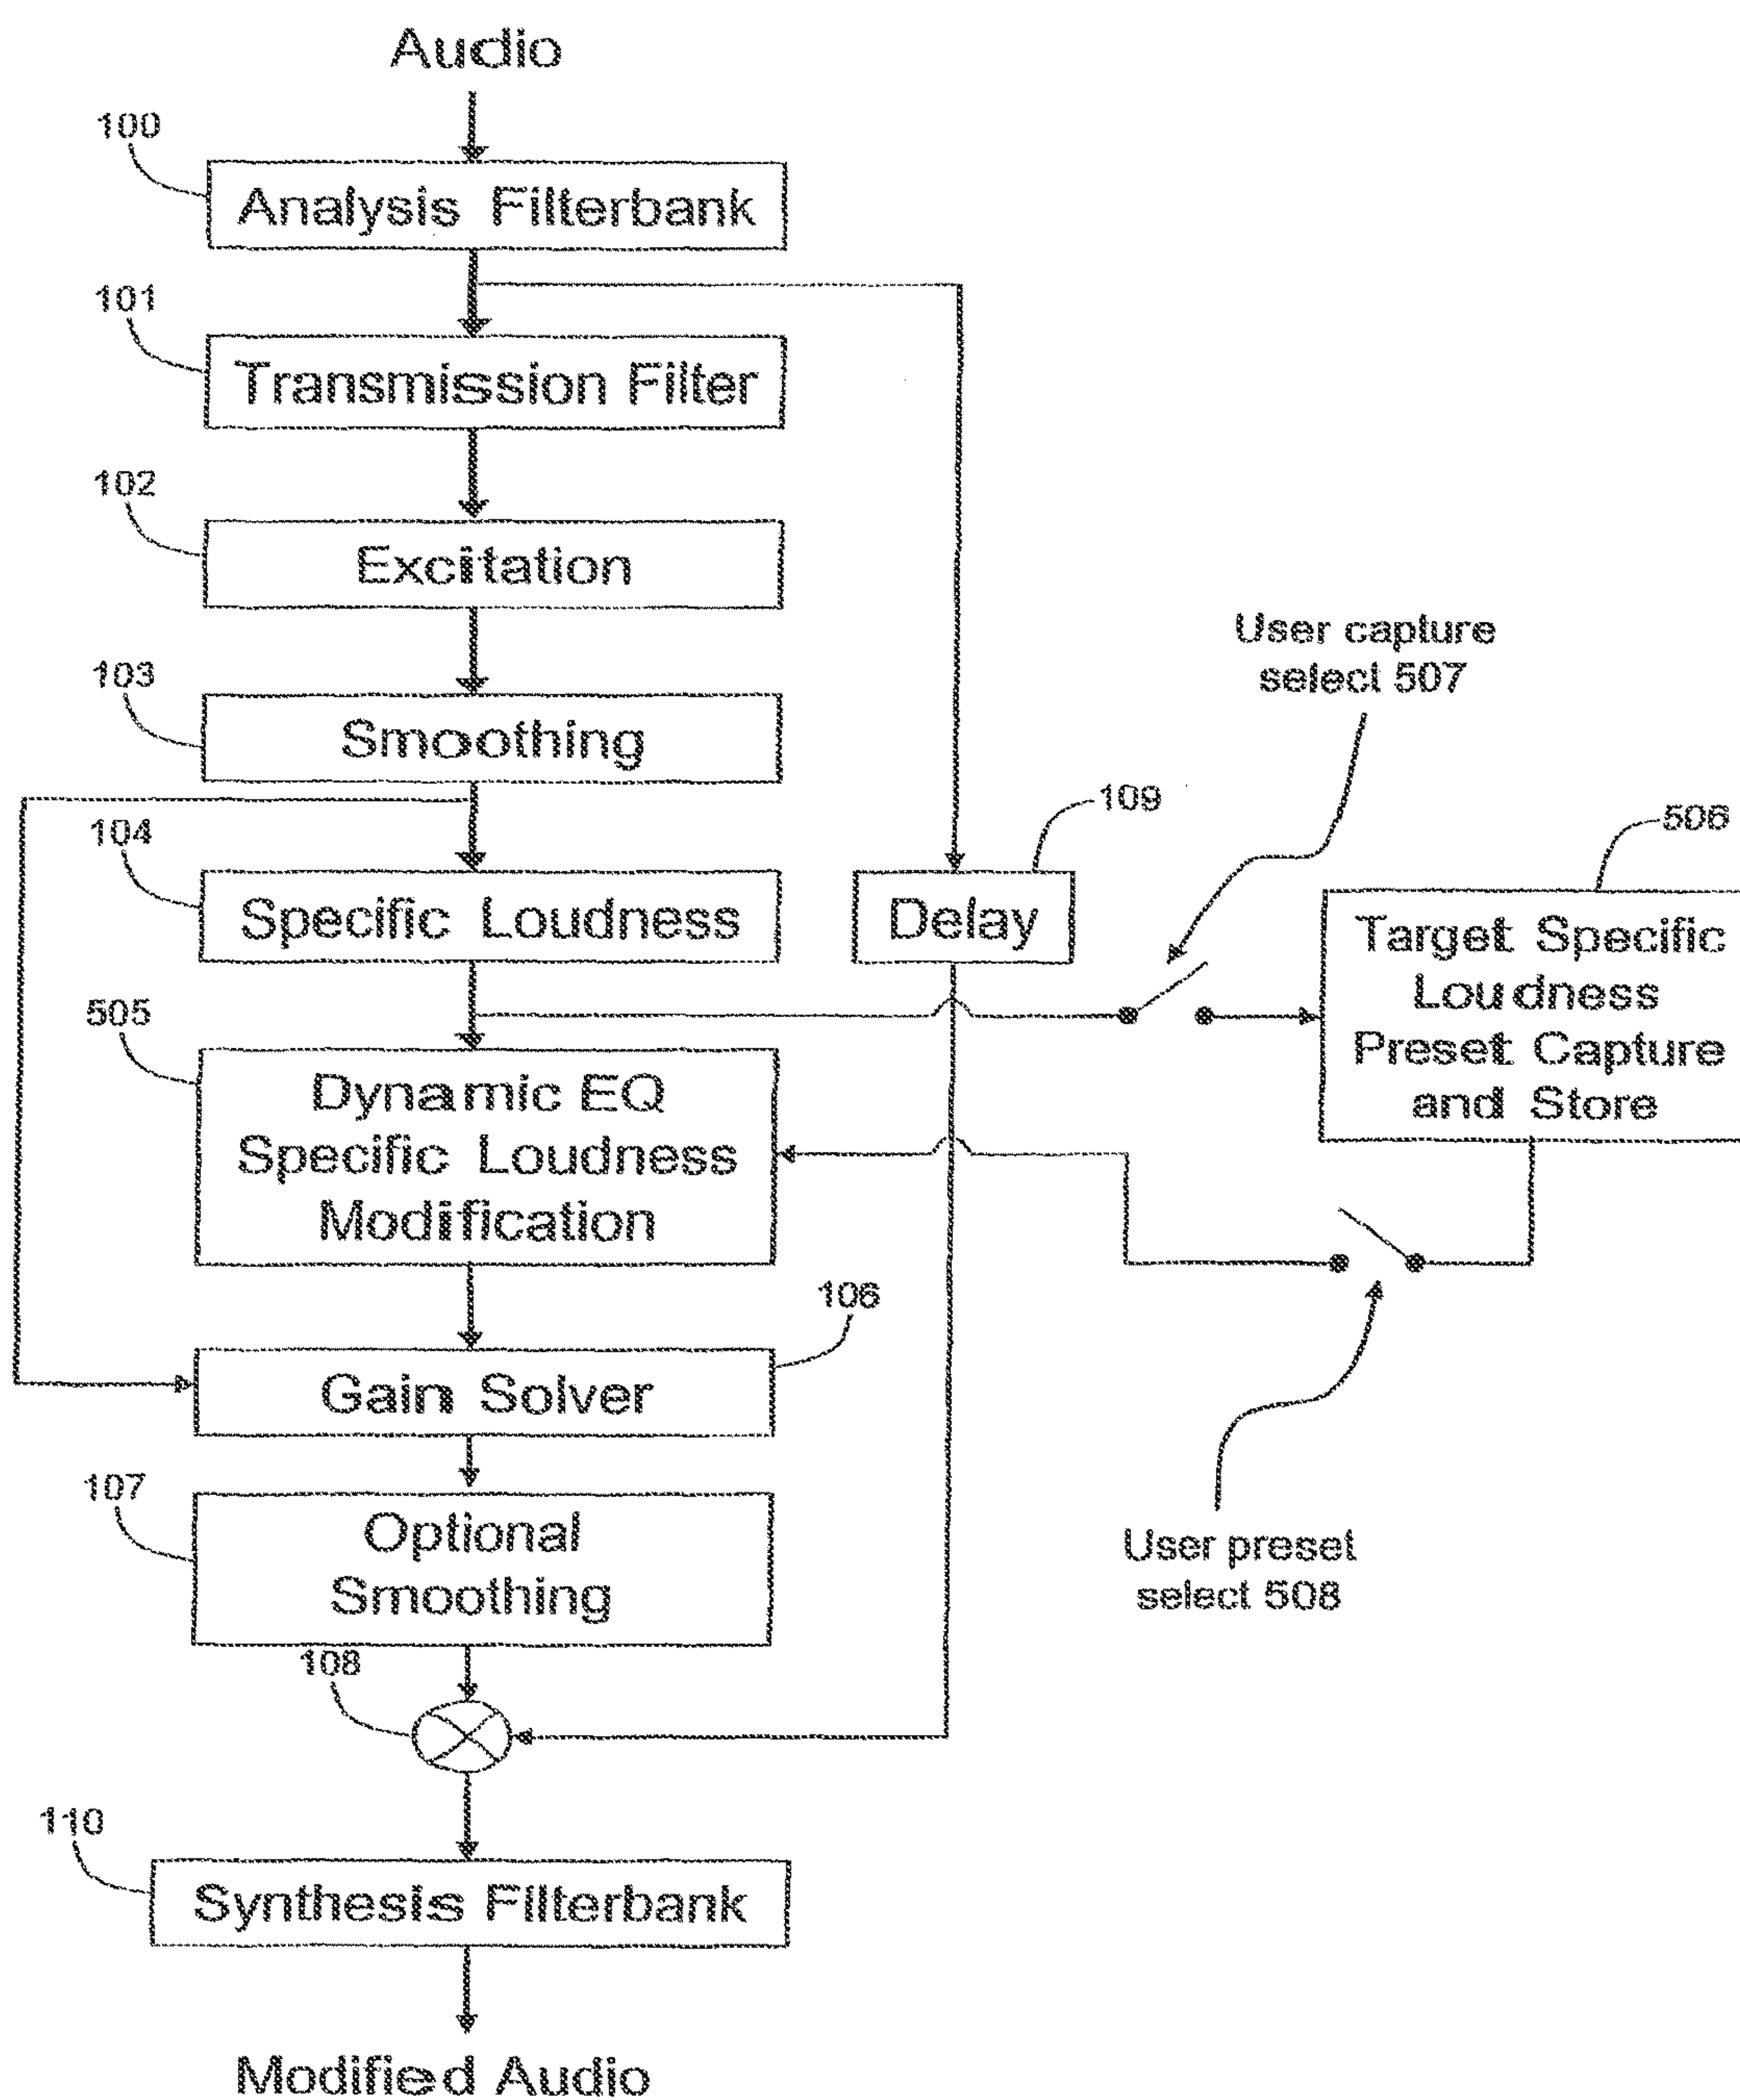 Audio
100
Analysis Filterbank
101
Transmission Filter
102
Excitation
103
Smoothing
User capture
select 507
104
Specific Loudness
109
Delay
506
Target Specific
Loudness
Preset Capture
and Store
505
Dynamic EQ
Specific Loudness
Modification
106
Gain Solver
107
Optional
Smoothing
User preset
select 508
108
110
Synthesis Filterbank
Modified Audio